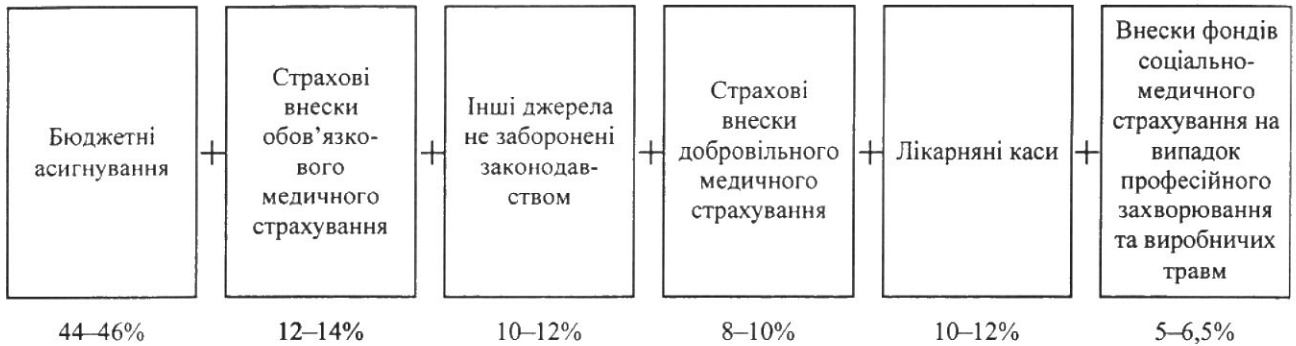 Бюджетні
асигнування
+
Страхові
внески
обов’язко-
вого
медичного
страхування
+
Інші джерела
не заборонені
законодав-
ством
+
Страхові
внески
добровільного
медичного
страхування
+
Лікарняні каси
+
Внески фондів
соціально-
медичного
страхування на
випадок
професійного
захворювання
та виробничих
травм
44–46%
12–14%
10–12%
8–10%
10–12%
5–6,5%